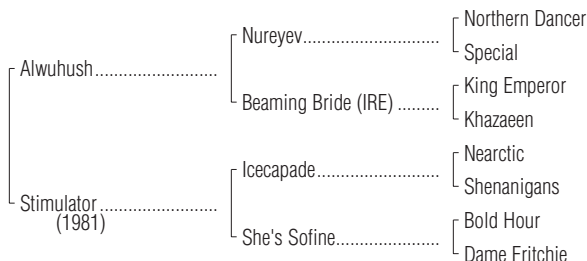 Northern Dancer
Nureyev
Special
Alwuhush
King Emperor
Beaming Bride (IRE)
Khazaeen
Nearctic
Icecapade
Shenanigans
Stimulator
(1981)
Bold Hour
She's Sofine
Dame Fritchie